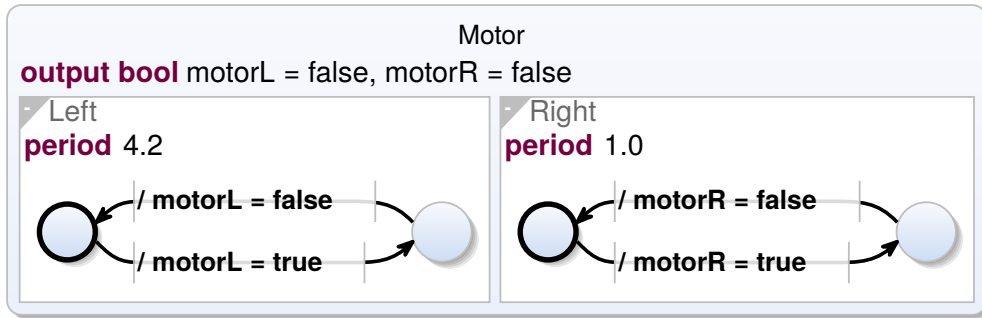 Motor
output bool motorL = false, motorR = false
- Left
period 4.2
/ motorL = false
/ motorL = true
- Right
period 1.0
/ motorR = false
/ motorR = true